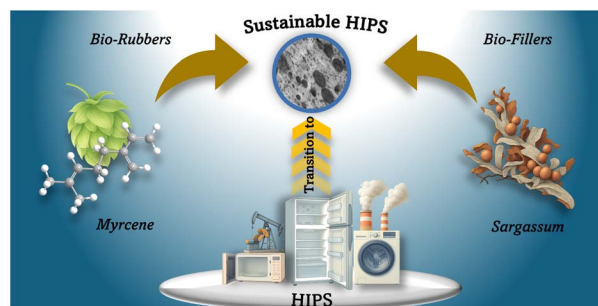 Sustainable HIPS
Bio-Rubbers
Bio-Fillers
Transition to
Myrcene
Sargassum
HIPS